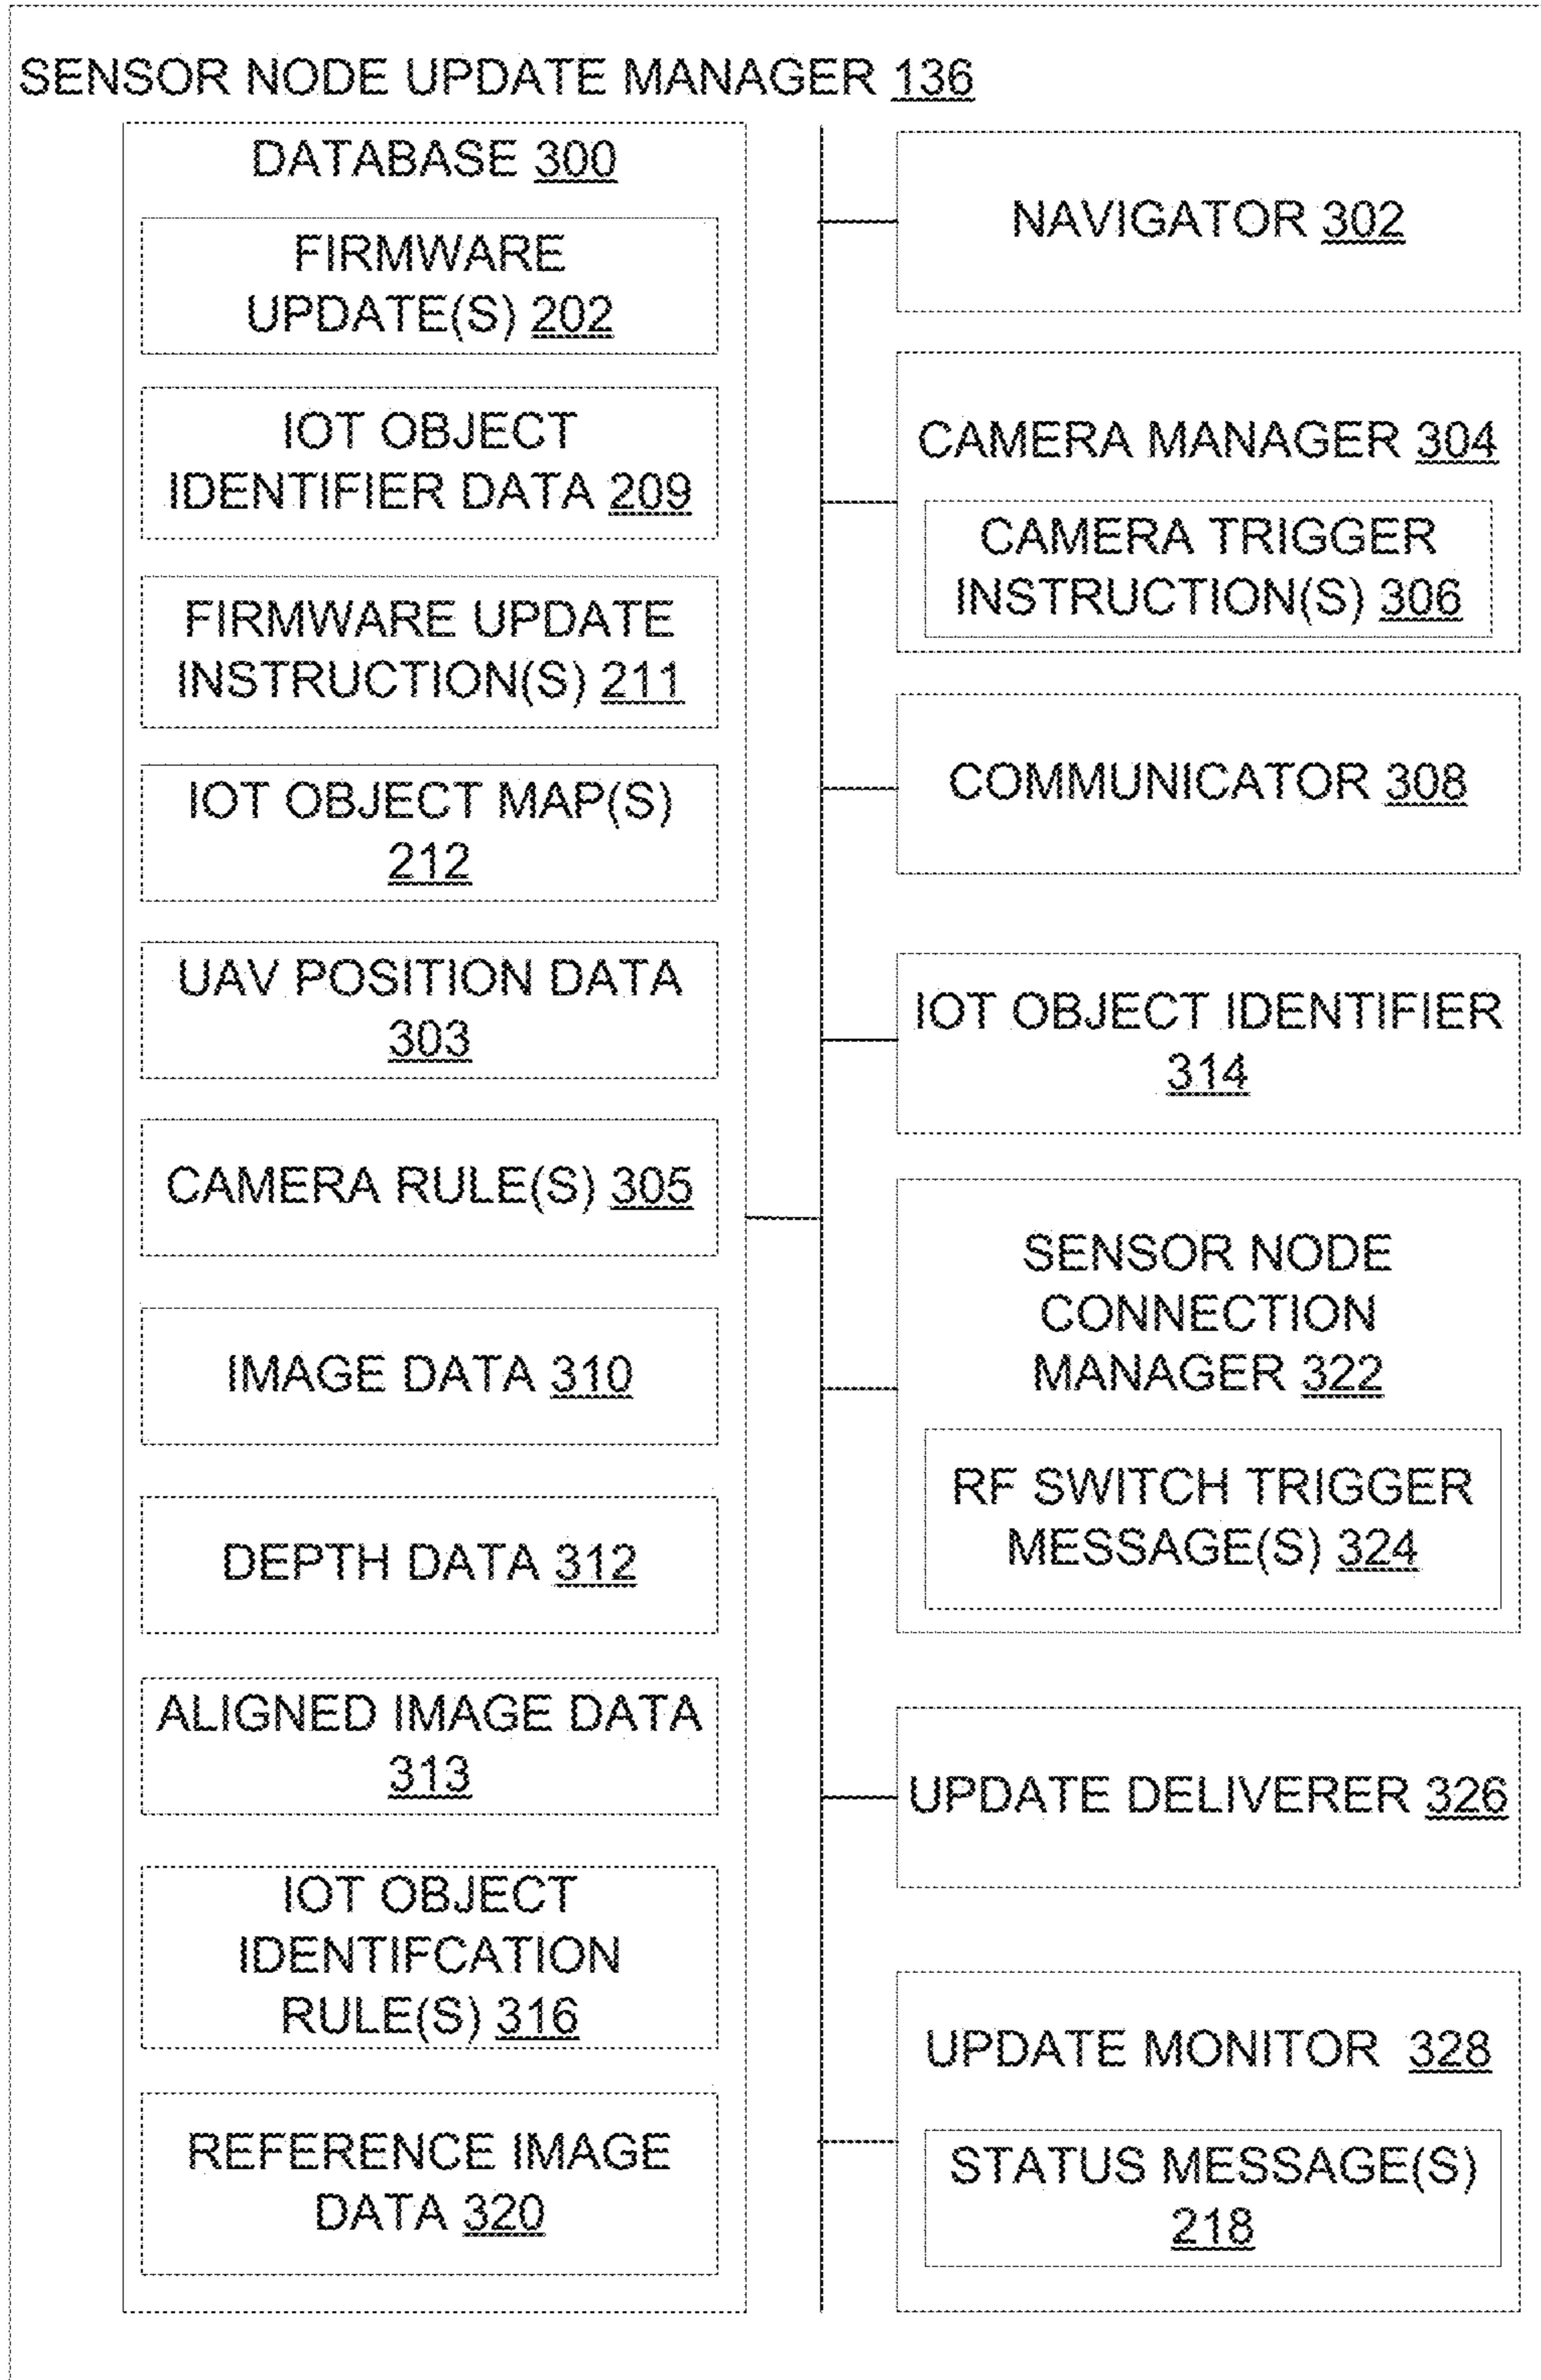 SENSOR NODE UPDATE MANAGER 136
DATABASE 300
FIRMWARE
UPDATE(S) 202
IOT OBJECT
IDENTIFIER DATA 209
FIRMWARE UPDATE
INSTRUCTION(S) 211
IOT OBJECT MAP(S)
212
UAV POSITION DATA
303
CAMERA RULE(S) 305
IMAGE DATA 310
DEPTH DATA 312
ALIGNED IMAGE DATA
313
IOT OBJECT
IDENTIFCATION
RULE(S) 316
REFERENCE IMAGE
DATA 320
NAVIGATOR 302
CAMERA MANAGER 304
CAMERA TRIGGER
INSTRUCTION(S) 306
COMMUNICATOR 308
IOT OBJECT IDENTIFIER
314
SENSOR NODE
CONNECTION
MANAGER 322
RF SWITCH TRIGGER
MESSAGE(S) 324
UPDATE DELIVERER 326
UPDATE MONITOR 328
STATUS MESSAGE(S)
218